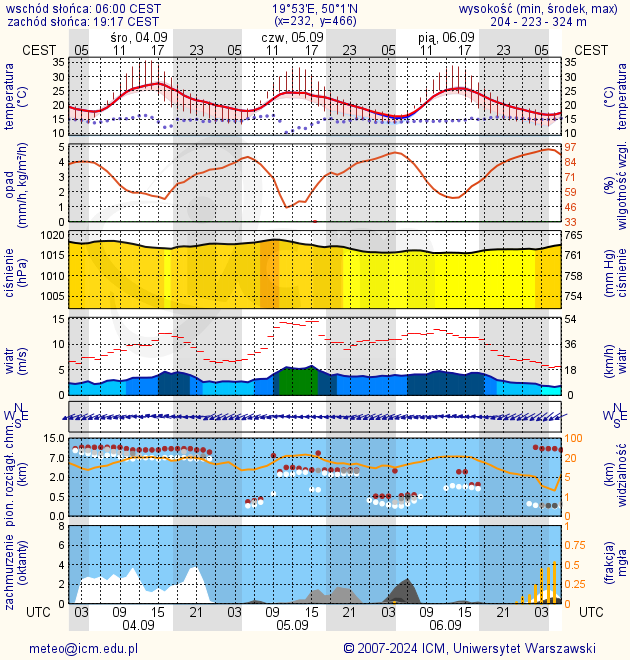 wschód słońca: 06:00 CEST 19°53'E, 50°1'N wysokość (min, środek, max)
zachód słońca: 19:17 CEST (x=232, y=466) 204 - 223 - 324 m
śro, 04.09 czw, 05.09 pią, 06.09
CEST 05 11 17 23 05 11 17 23 05 11 17 23 05 CEST
temperatura (°C)
35 30 25 20 15 10
35 30 25 20 15 10
(°C) temperatura
opad (mm/h, kg/m²/h)
5 4 3 2 1 0
97 84 71 59 46 33
(%) wilgotność wzgl.
ciśnienie (hPa)
1020 1015 1010 1005
765 761 758 754
(mm Hg) ciśnienie
wiatr (m/s)
15 10 5 0
54 36 18 0
(km/h) wiatr
N W E S
N W E S
pion. rozciągł. chm. (km)
15.0 7.0 2.0 0.5 0.0
100 20 5 1 0
(km) widzialność
zachmurzenie (oktanty)
8 6 4 2 0
1 0.75 0.5 0.25 0
(frakcja) mgła
UTC 03 09 15 21 03 09 15 21 03 09 15 21 03 UTC
04.09 05.09 06.09
meteo@icm.edu.pl © 2007-2024 ICM, Uniwersytet Warszawski